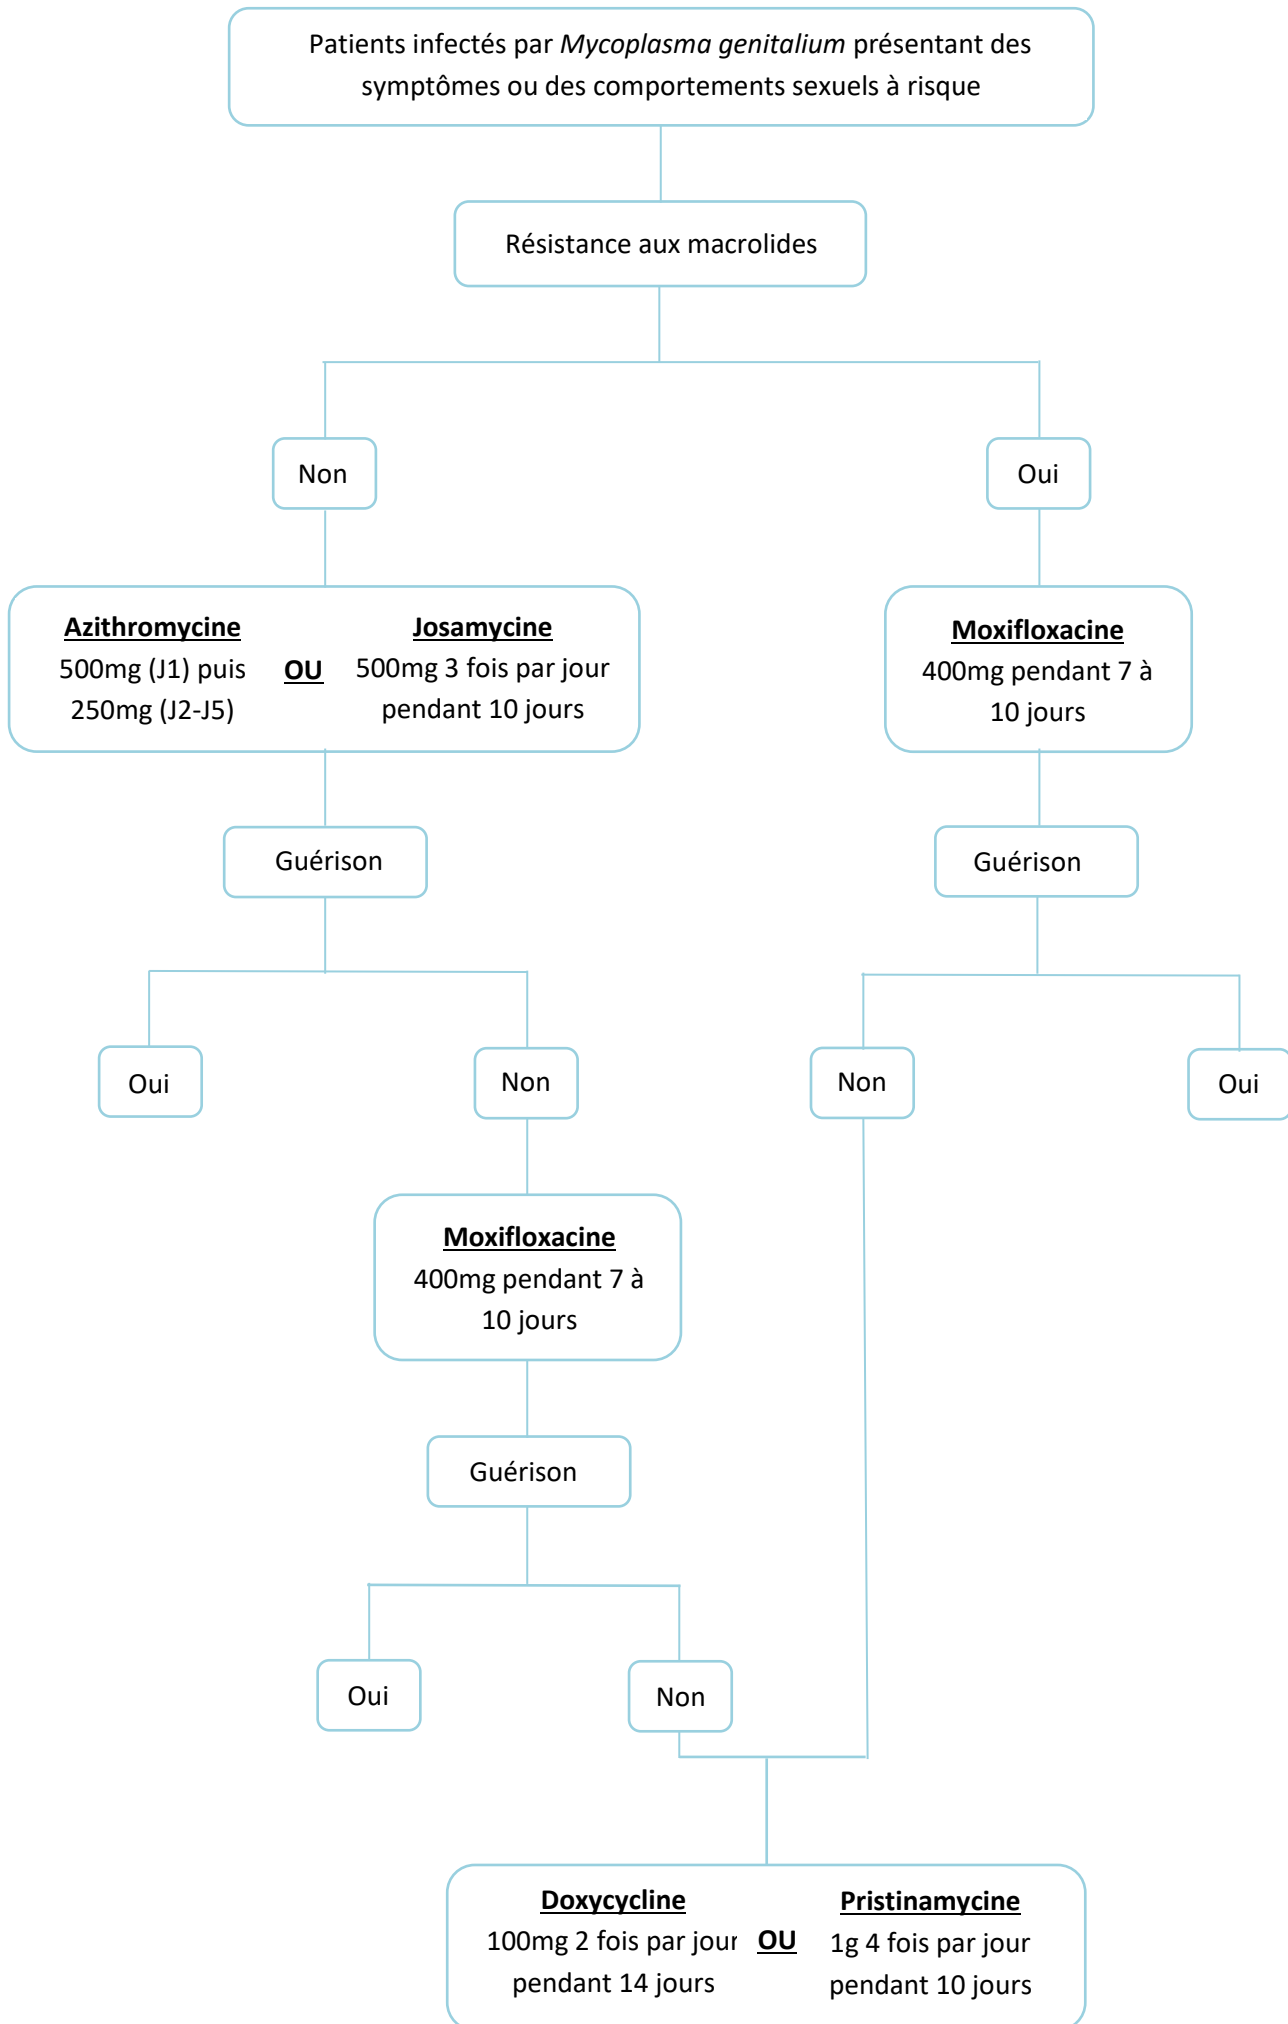 Patients infectés par Mycoplasma genitalium présentant des
symptômes ou des comportements sexuels à risque
Résistance aux macrolides
Non
Oui
Azithromycine
500mg (J1) puis
250mg (J2-J5)
OU
Josamycine
500mg 3 fois par jour
pendant 10 jours
Moxifloxacine
400mg pendant 7 à
10 jours
Guérison
Guérison
Oui
Non
Non
Oui
Moxifloxacine
400mg pendant 7 à
10 jours
Guérison
Oui
Non
Doxycycline
100mg 2 fois par jour
pendant 14 jours
OU
Pristinamycine
1g 4 fois par jour
pendant 10 jours